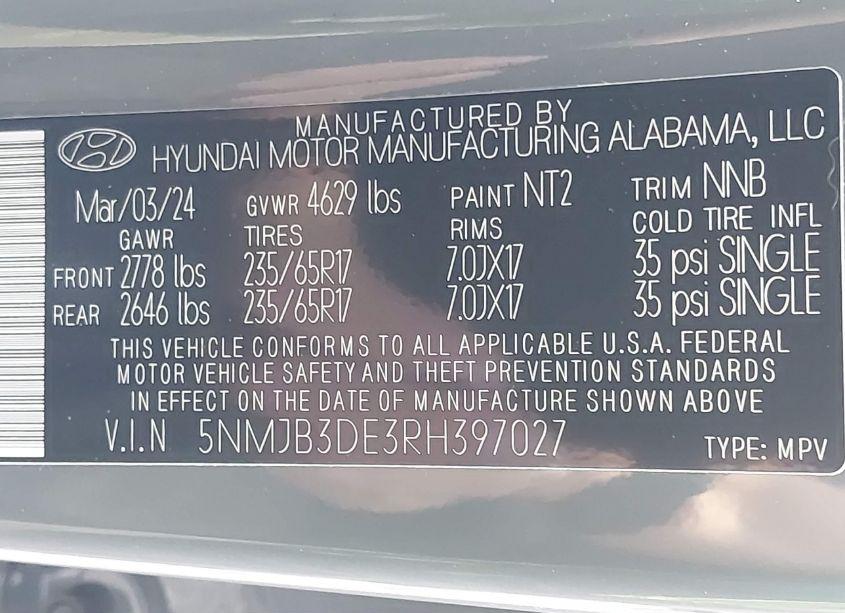 MANUFACTURED BY
HYUNDAI MOTOR MANUFACTURING ALABAMA, LLC
Mar/03/24 GVWR 4629 lbs PAINT NT2 TRIM NNB
GAWR TIRES RIMS COLD TIRE INFL
FRONT 2778 lbs 235/65R17 7.0JX17 35 psi SINGLE
REAR 2646 lbs 235/65R17 7.0JX17 35 psi SINGLE
THIS VEHICLE CONFORMS TO ALL APPLICABLE U.S.A. FEDERAL
MOTOR VEHICLE SAFETY AND THEFT PREVENTION STANDARDS
IN EFFECT ON THE DATE OF MANUFACTURE SHOWN ABOVE
V.I.N 5NMJB3DE3RH397027 TYPE: MPV